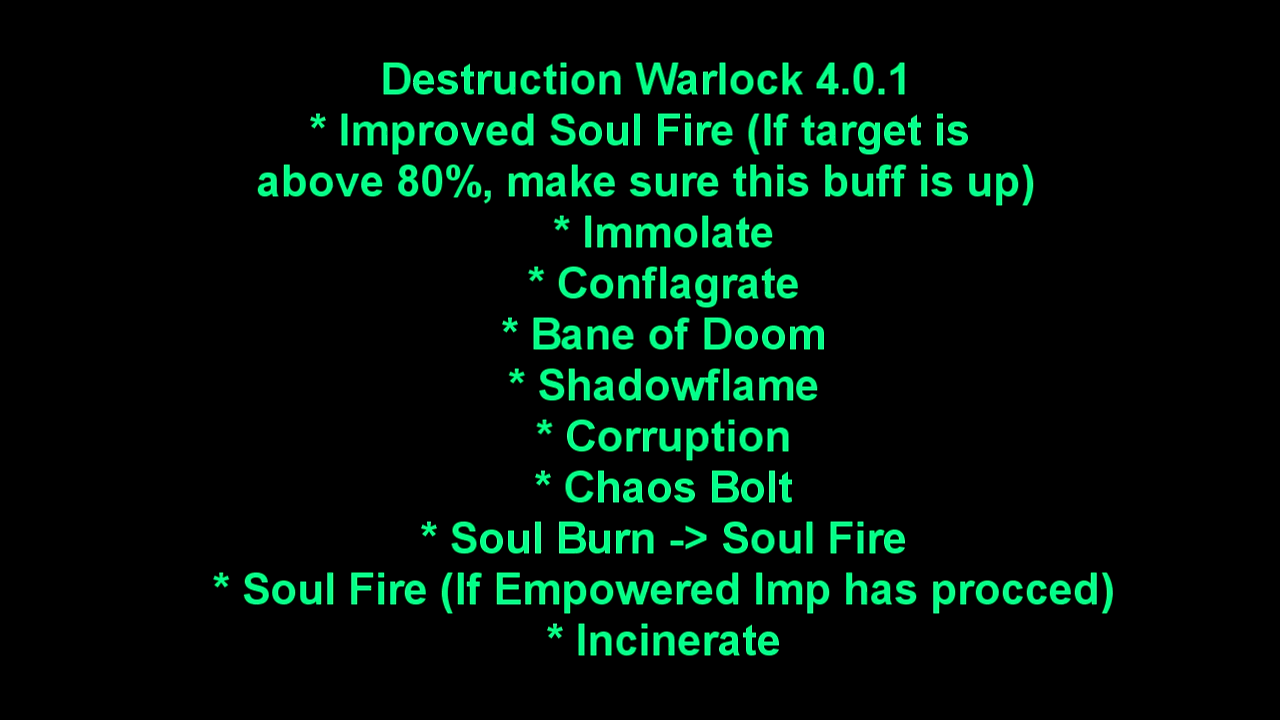 Destruction Warlock 4.0.1
* Improved Soul Fire (If target is
above 80%, make sure this buff is up)
* Immolate
* Conflagrate
* Bane of Doom
* Shadowflame
* Corruption
* Chaos Bolt
* Soul Burn -> Soul Fire
* Soul Fire (If Empowered Imp has procced)
* Incinerate